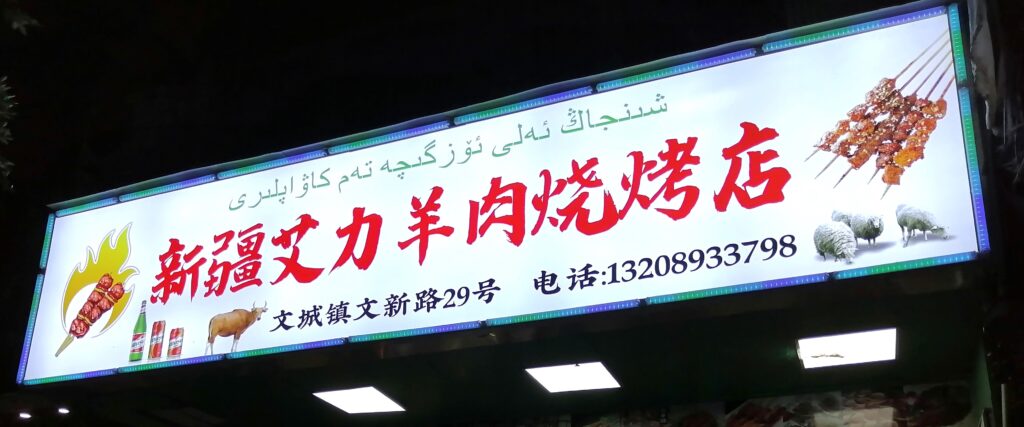 شىنجاڭ ئەلى ئۆزگىچە تەم كاۋاپلىرى
新疆艾力羊肉烧烤店
文城镇文新路29号 电话:13208933798